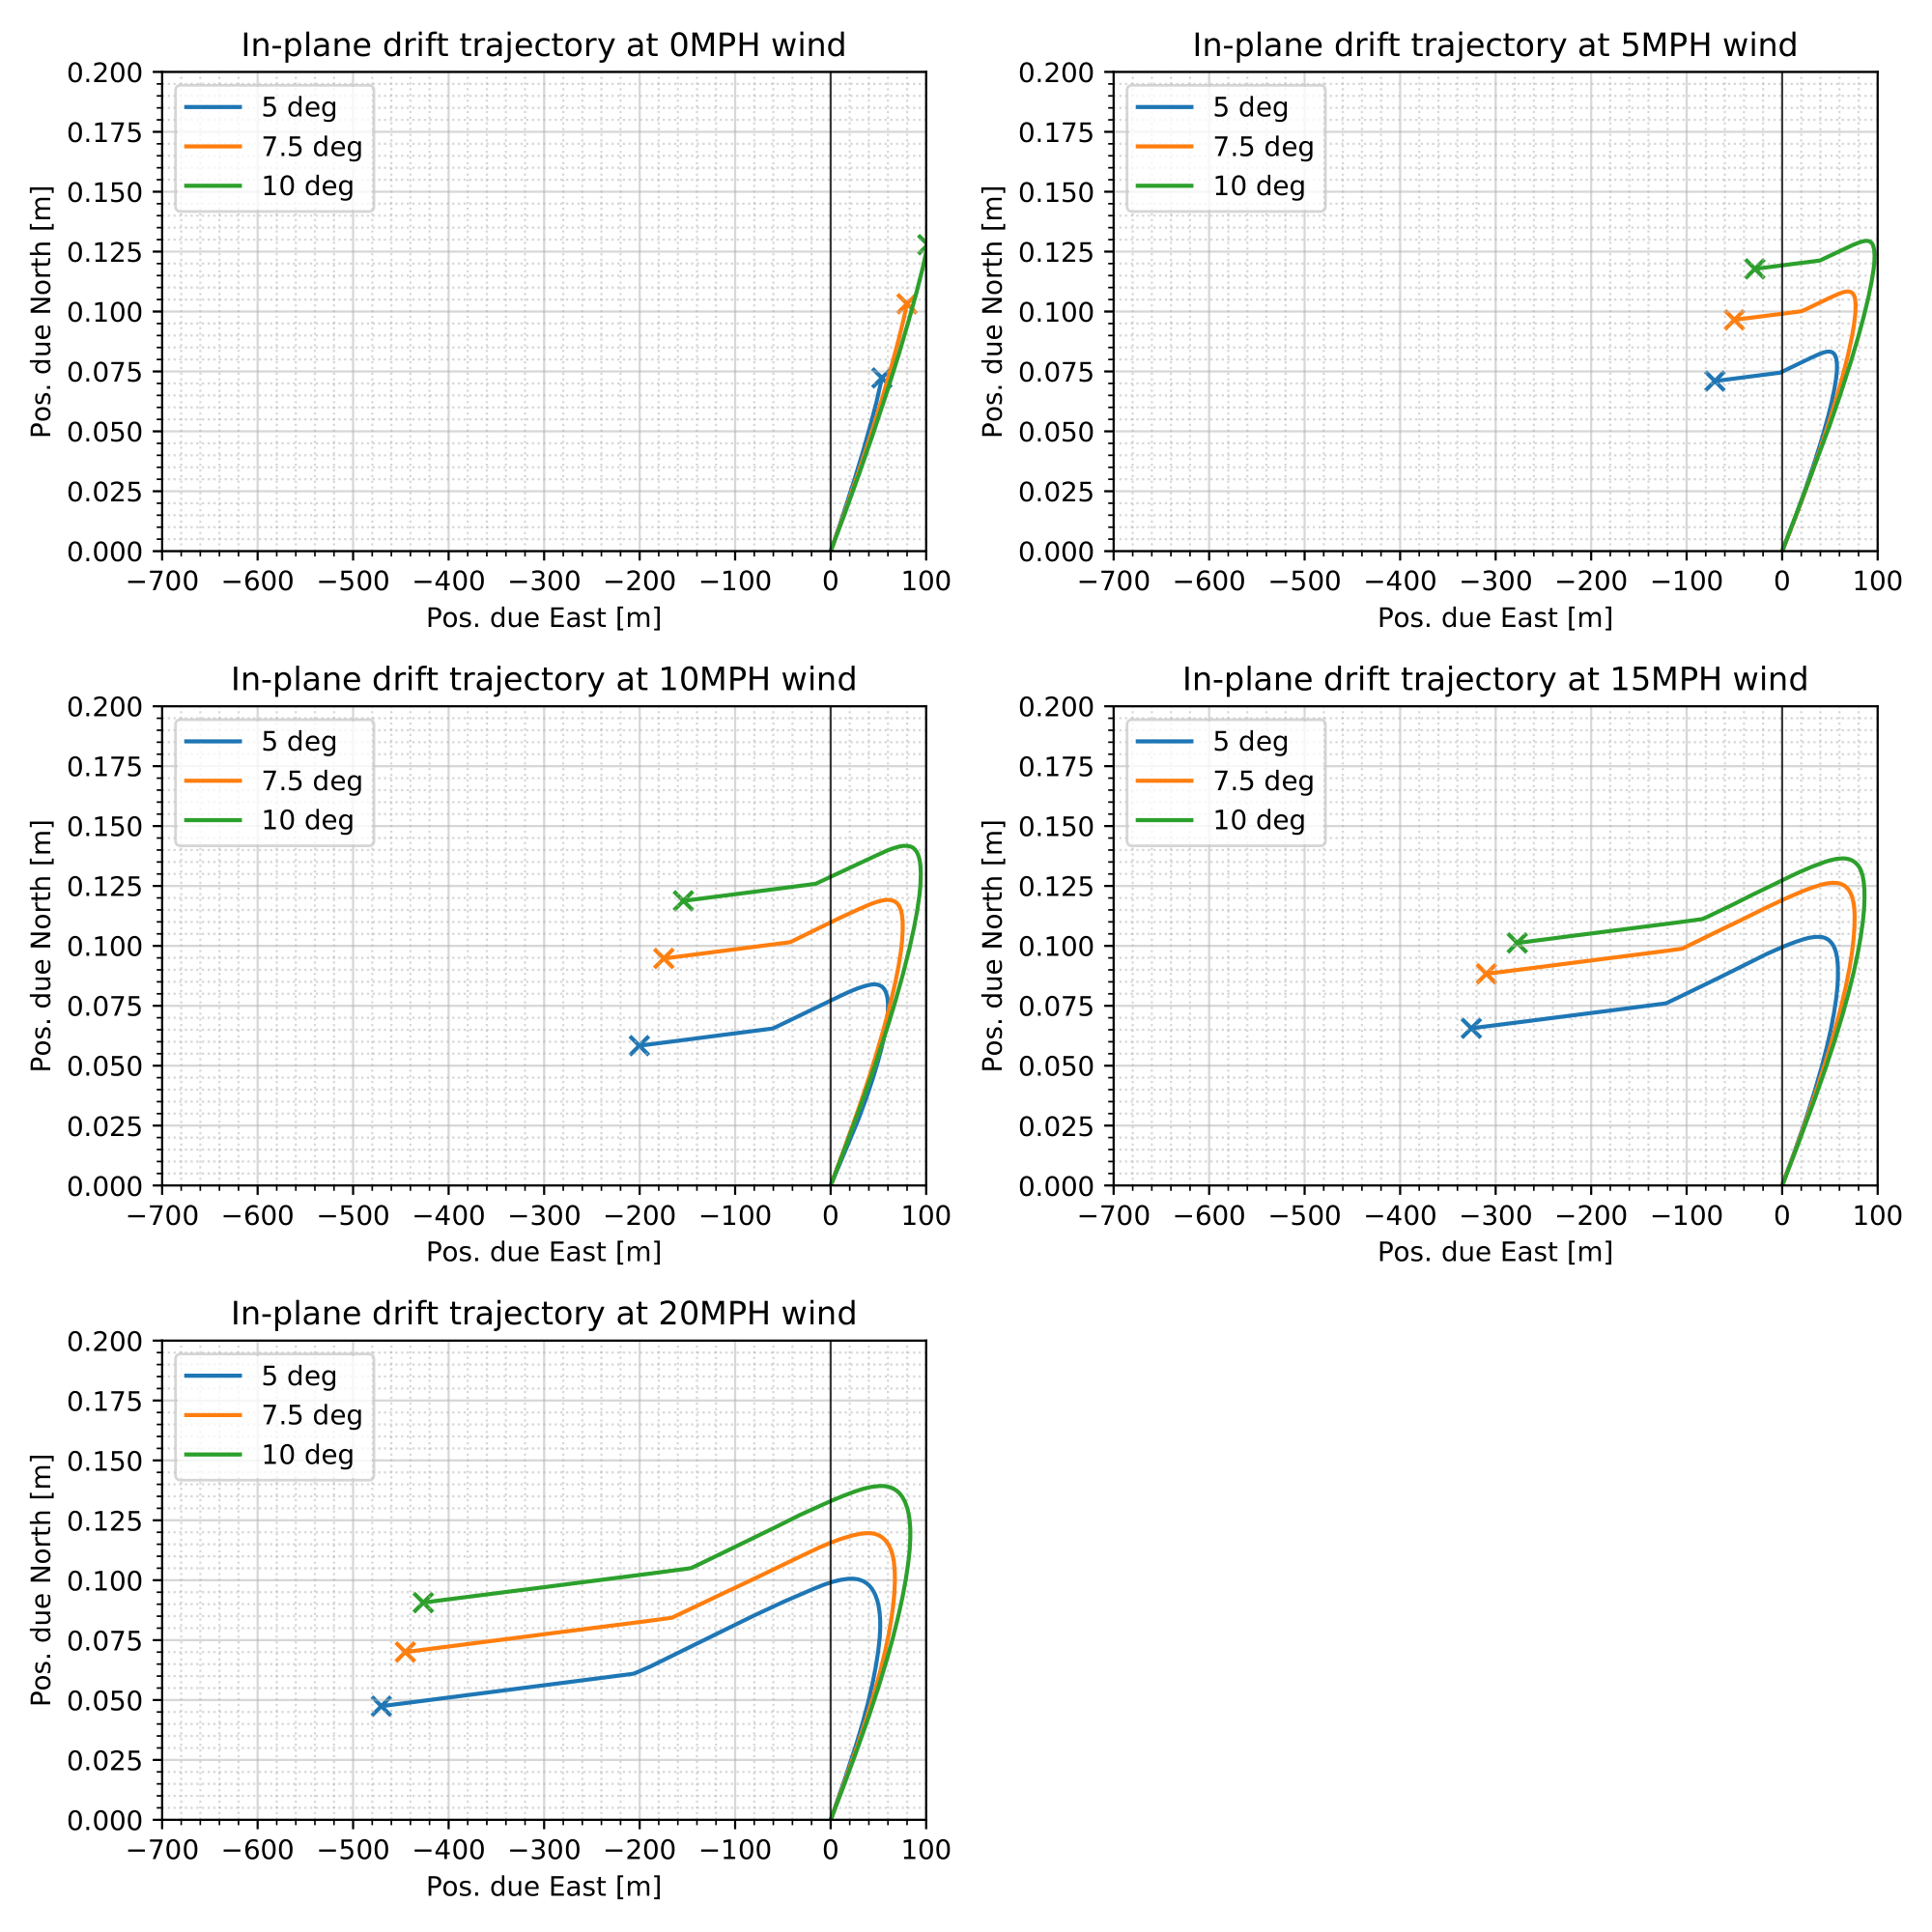 In-plane drift trajectory at 0MPH wind
0.200
0.175
0.150
0.125
0.100
0.075
0.050
0.025
0.000
Pos. due North [m]
5 deg
7.5 deg
10 deg
−700 −600 −500 −400 −300 −200 −100 0 100
Pos. due East [m]
In-plane drift trajectory at 5MPH wind
0.200
0.175
0.150
0.125
0.100
0.075
0.050
0.025
0.000
Pos. due North [m]
5 deg
7.5 deg
10 deg
−700 −600 −500 −400 −300 −200 −100 0 100
Pos. due East [m]
In-plane drift trajectory at 10MPH wind
0.200
0.175
0.150
0.125
0.100
0.075
0.050
0.025
0.000
Pos. due North [m]
5 deg
7.5 deg
10 deg
−700 −600 −500 −400 −300 −200 −100 0 100
Pos. due East [m]
In-plane drift trajectory at 15MPH wind
0.200
0.175
0.150
0.125
0.100
0.075
0.050
0.025
0.000
Pos. due North [m]
5 deg
7.5 deg
10 deg
−700 −600 −500 −400 −300 −200 −100 0 100
Pos. due East [m]
In-plane drift trajectory at 20MPH wind
0.200
0.175
0.150
0.125
0.100
0.075
0.050
0.025
0.000
Pos. due North [m]
5 deg
7.5 deg
10 deg
−700 −600 −500 −400 −300 −200 −100 0 100
Pos. due East [m]